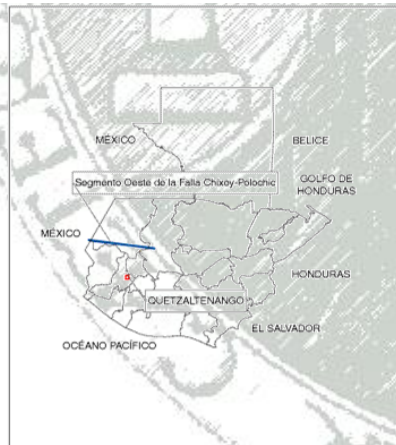 MÉXICO
BELICE
Segmento Oeste de la Falla Chixoy-Polochic
GOLFO DE
HONDURAS
MÉXICO
HONDURAS
QUETZALTENANGO
EL SALVADOR
OCÉANO PACÍFICO